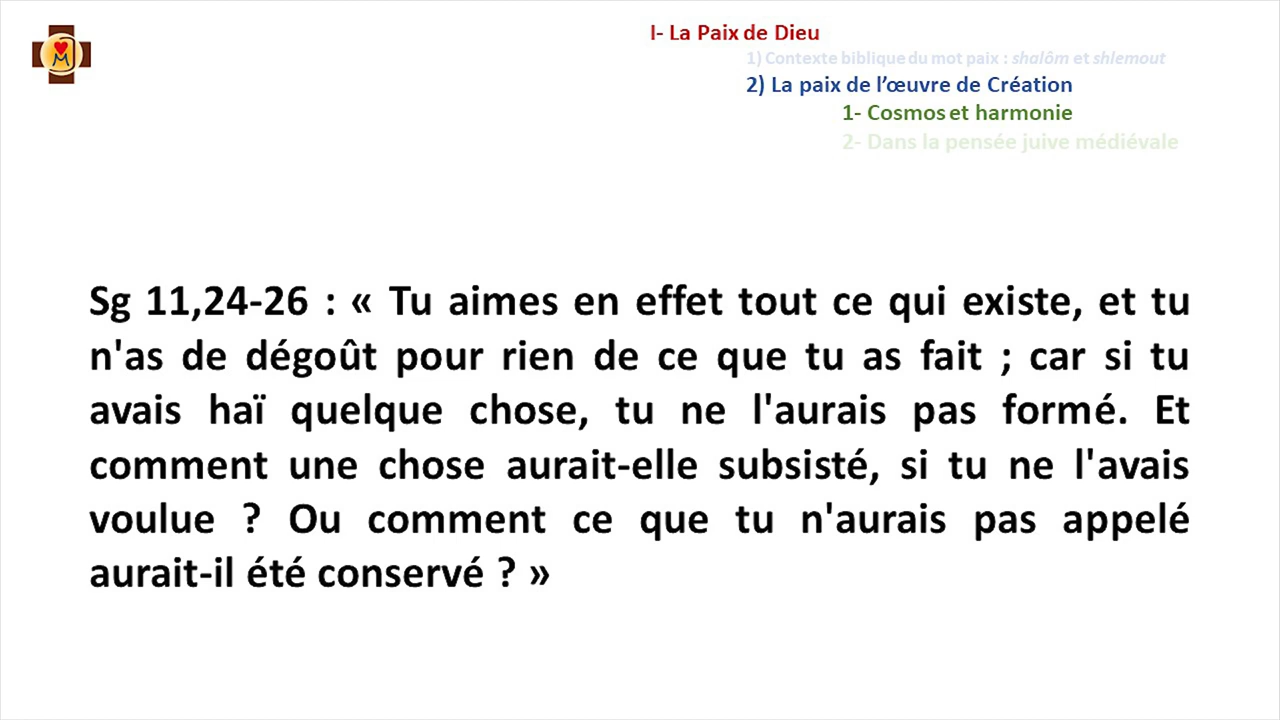 I- La Paix de Dieu
1) Contexte biblique du mot paix : shalôm et shlemout
2) La paix de l’œuvre de Création
1- Cosmos et harmonie
2- Dans la pensée juive médiévale
M
Sg 11,24-26 : « Tu aimes en effet tout ce qui existe, et tu
n'as de dégoût pour rien de ce que tu as fait ; car si tu
avais haï quelque chose, tu ne l'aurais pas formé. Et
comment une chose aurait-elle subsisté, si tu ne l'avais
voulue ? Ou comment ce que tu n'aurais pas appelé
aurait-il été conservé ? »